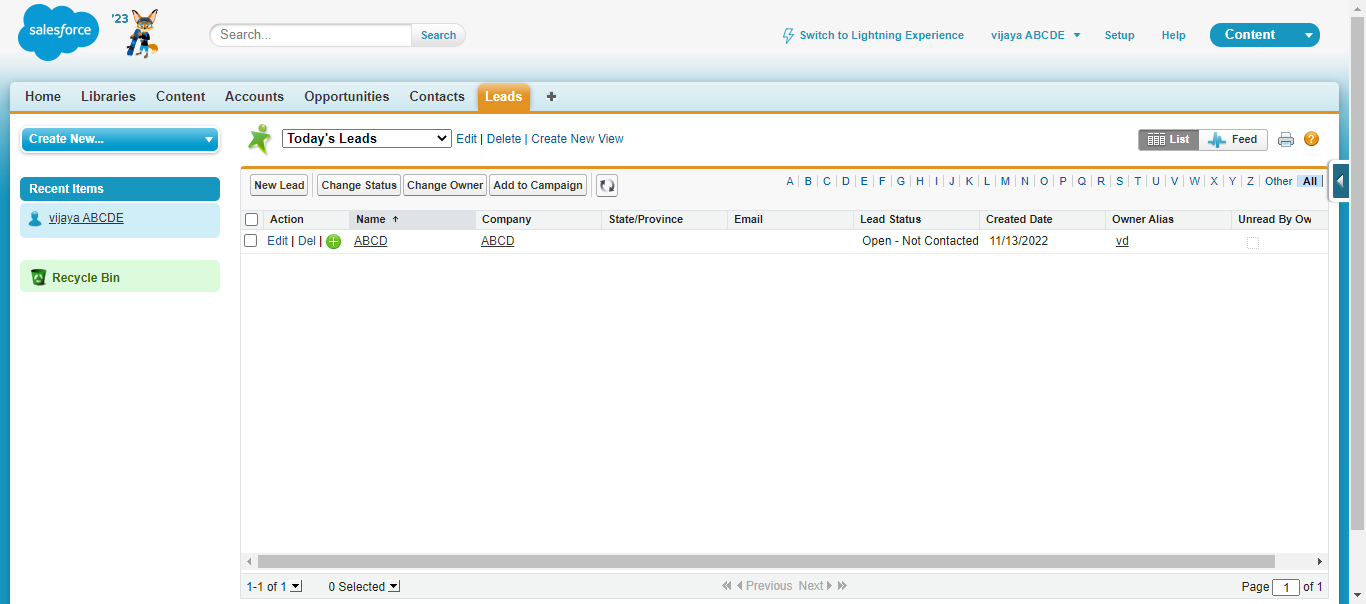 salesforce
'23
Search...
Search
Switch to Lightning Experience
vijaya ABCDE
Setup
Help
Content
Home Libraries Content Accounts Opportunities Contacts Leads +
Create New...
Recent Items
vijaya ABCDE
Recycle Bin
Today's Leads
Edit | Delete | Create New View
List Feed
?
New Lead Change Status Change Owner Add to Campaign
A | B | C | D | E | F | G | H | I | J | K | L | M | N | O | P | Q | R | S | T | U | V | W | X | Y | Z | Other | All |
Action Name Company State/Province Email Lead Status Created Date Owner Alias Unread By Ow
Edit | Del | ABCD ABCD Open - Not Contacted 11/13/2022 vd
1-1 of 1 0 Selected Previous Next Page 1 of 1